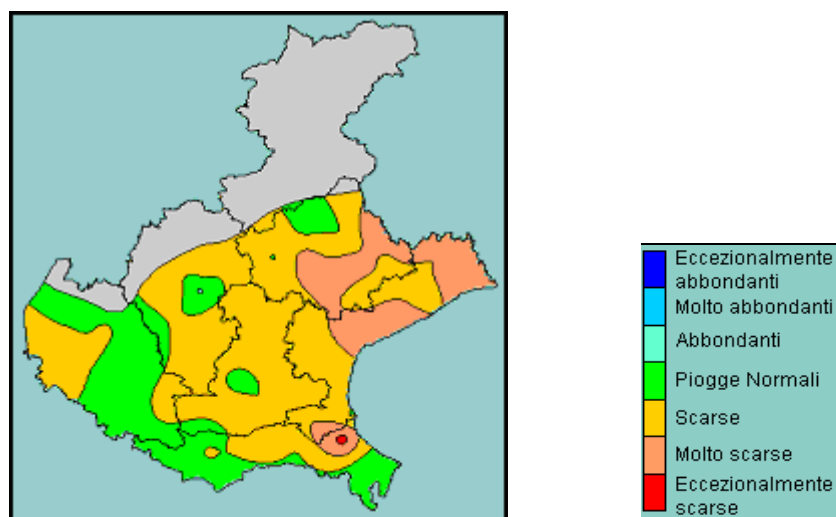 Eccezionalmente
abbondanti
Molto abbondanti
Abbondanti
Piogge Normali
Scarse
Molto scarse
Eccezionalmente
scarse